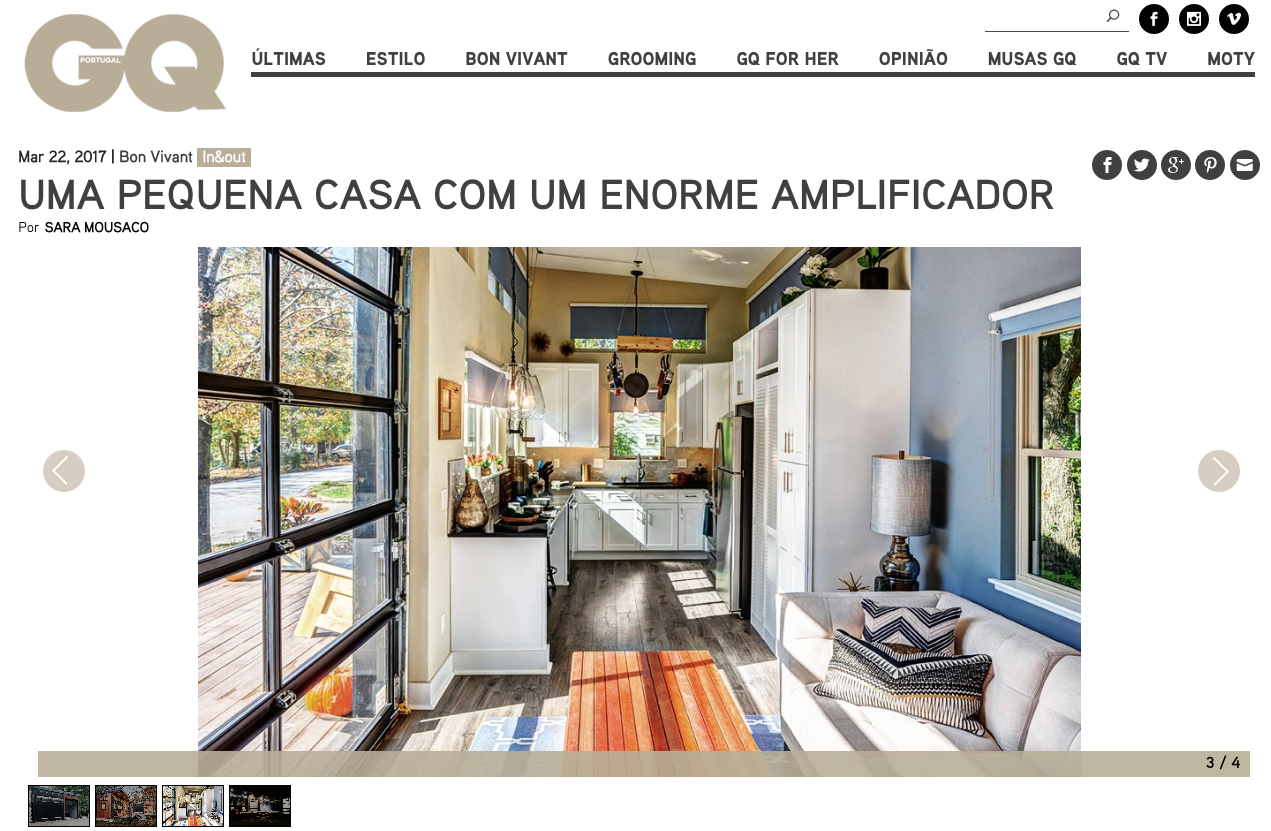 GQ
PORTUGAL
ÚLTIMAS ESTILO BON VIVANT GROOMING GQ FOR HER OPINIÃO MUSAS GQ GQ TV MOTY
Mar 22, 2017 | Bon Vivant In&out
UMA PEQUENA CASA COM UM ENORME AMPLIFICADOR
Por SARA MOUSACO
3 / 4